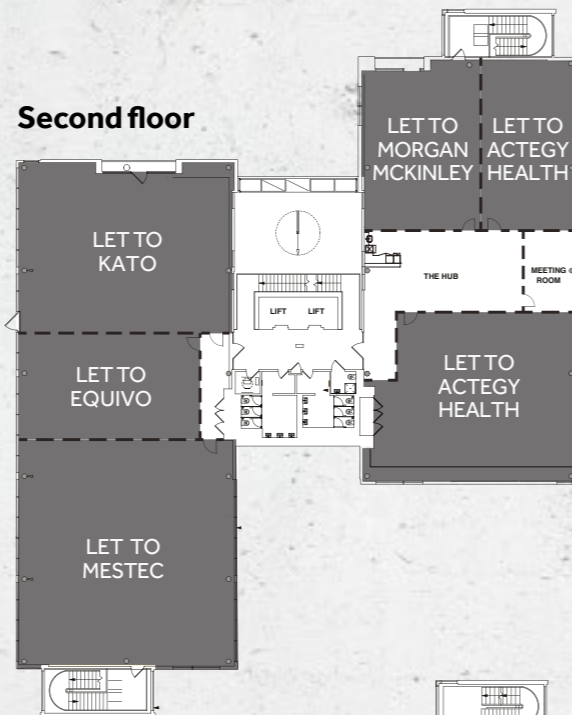 Second floor
LET TO
MORGAN
MCKINLEY
LET TO
ACTEGY
HEALTH
LET TO
KATO
THE HUB
MEETING
ROOM
LIFT
LIFT
LET TO
EQUIVO
LET TO
ACTEGY
HEALTH
LET TO
MESTEC